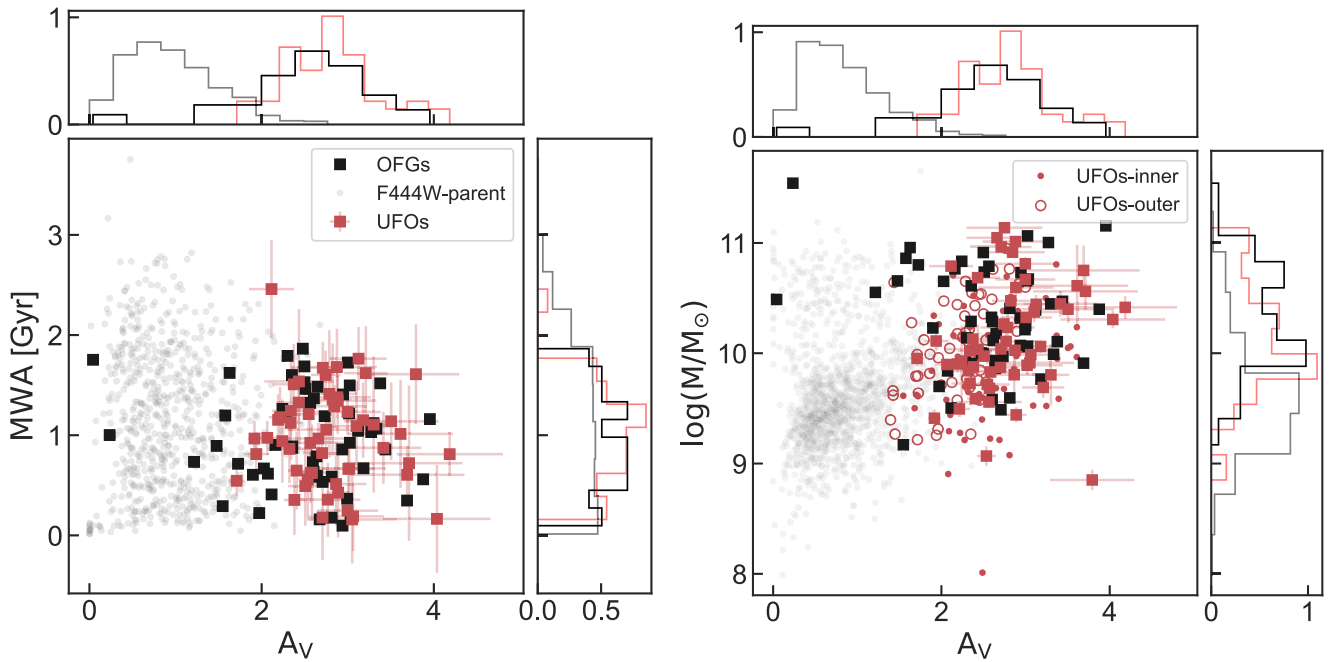 1
0
1
0
OFGs
F444W-parent
UFOs
UFOs-inner
UFOs-outer
MWA [Gyr]
3
2
1
0
log(M/M⊙)
11
10
9
8
0 2 4
0.0 0.5
0 2 4
0 1
A_V
A_V